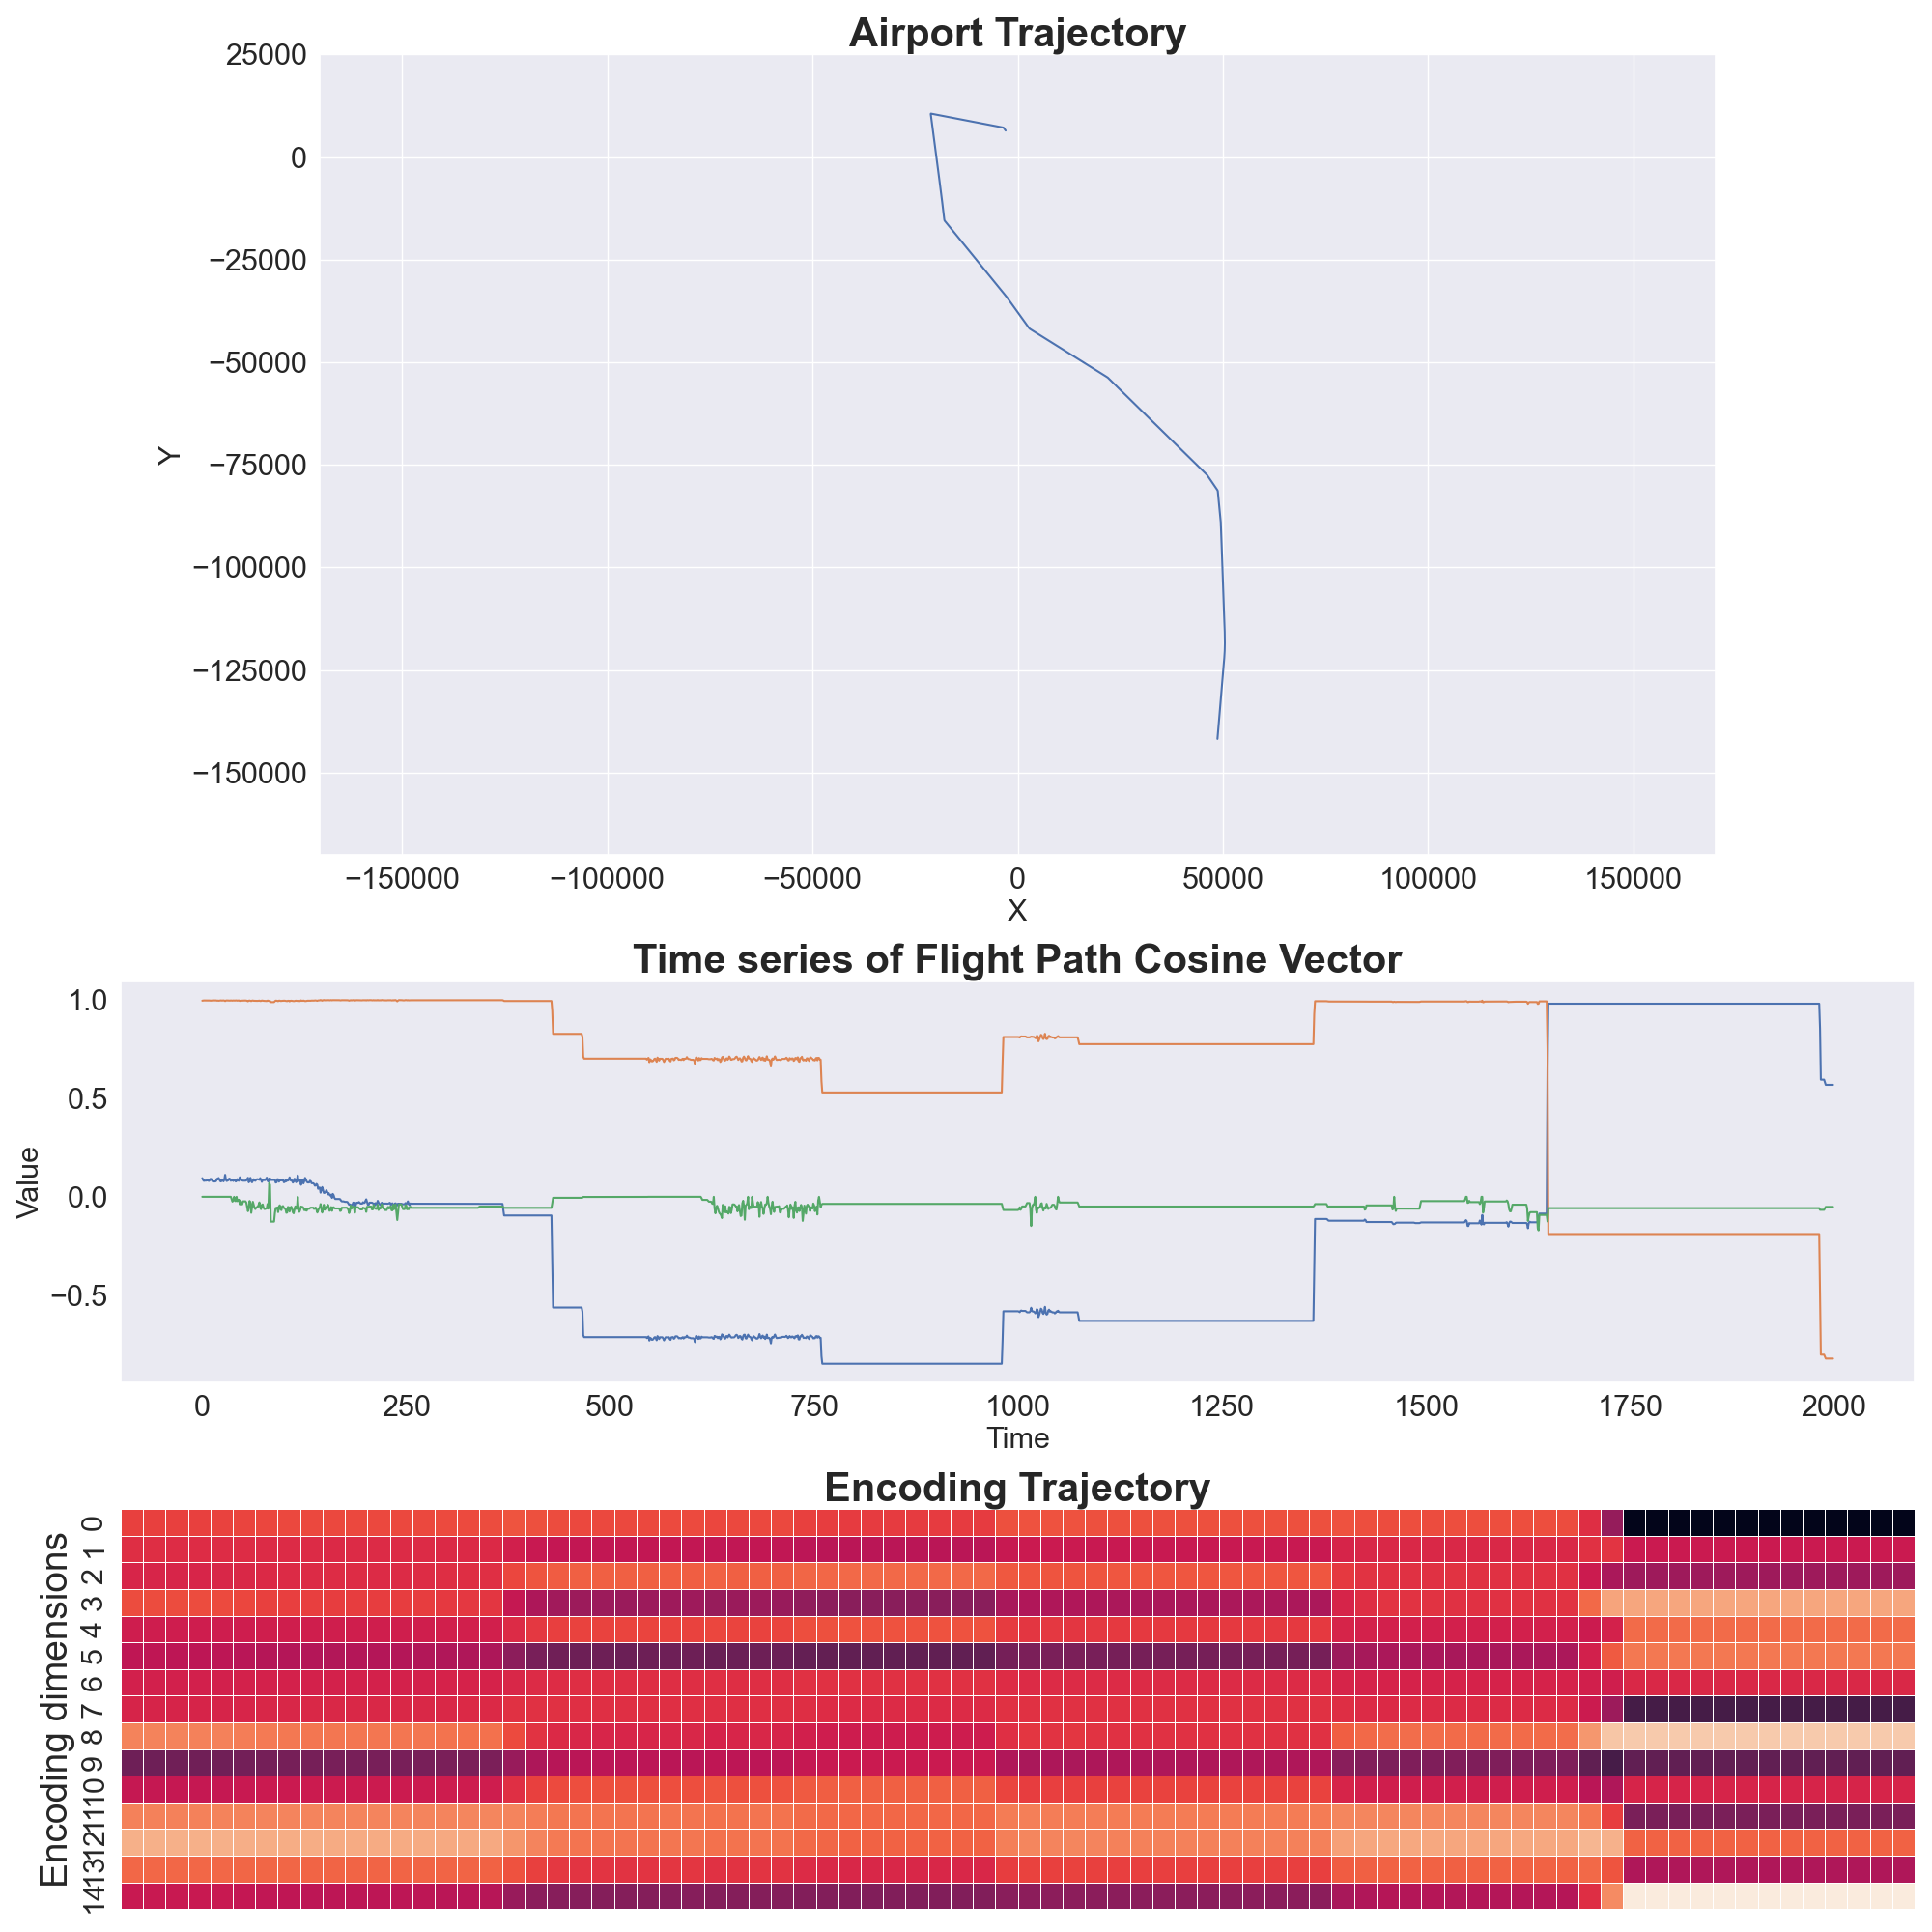 Airport Trajectory
25000
0
−25000
−50000
−75000
−100000
−125000
−150000
Y
−150000 −100000 −50000 0 50000 100000 150000
X
Time series of Flight Path Cosine Vector
1.0
0.5
0.0
−0.5
Value
0 250 500 750 1000 1250 1500 1750 2000
Time
Encoding Trajectory
Encoding dimensions
0
1
2
3
4
5
6
7
8
9
10
11
12
13
14